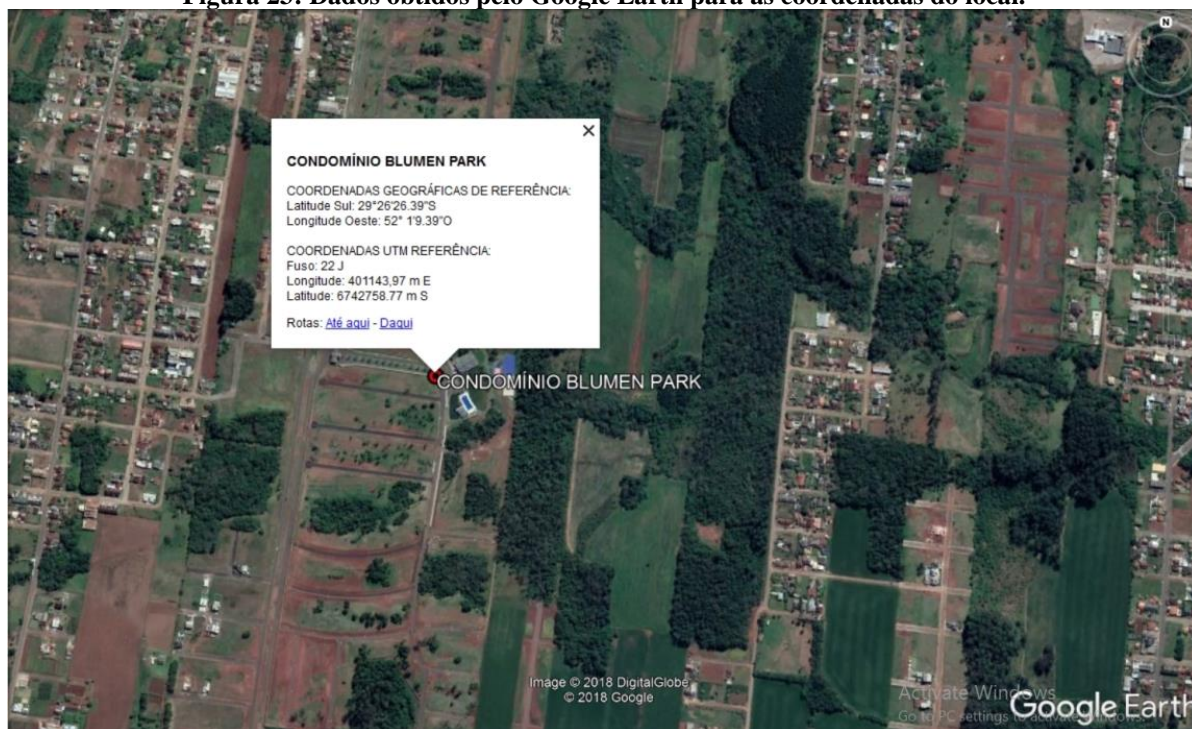 Figura 25: Dados obtidos pelo Google Earth para as coordenadas do local.
N
CONDOMÍNIO BLUMEN PARK
COORDENADAS GEOGRÁFICAS DE REFERÊNCIA:
Latitude Sul: 29°26'26.39"S
Longitude Oeste: 52° 1'9.39"O
COORDENADAS UTM REFERÊNCIA:
Fuso: 22 J
Longitude: 401143,97 m E
Latitude: 6742758.77 m S
Rotas: Até aqui - Daqui
CONDOMÍNIO BLUMEN PARK
Image © 2018 DigitalGlobe
© 2018 Google
Activate Windows
Go to PC settings to activate Windows.
Google Earth